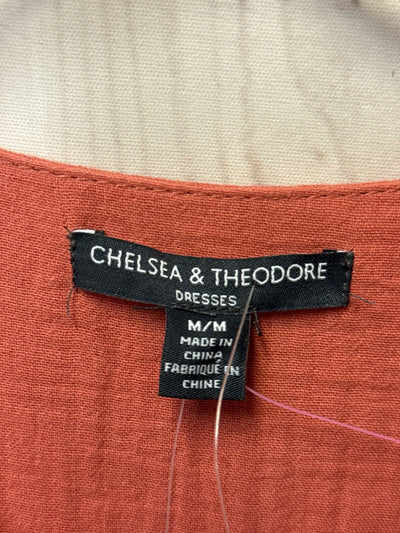 CHELSEA & THEODORE
DRESSES
M/M
MADE IN
CHINA
FABRIQUÉ EN
CHINE